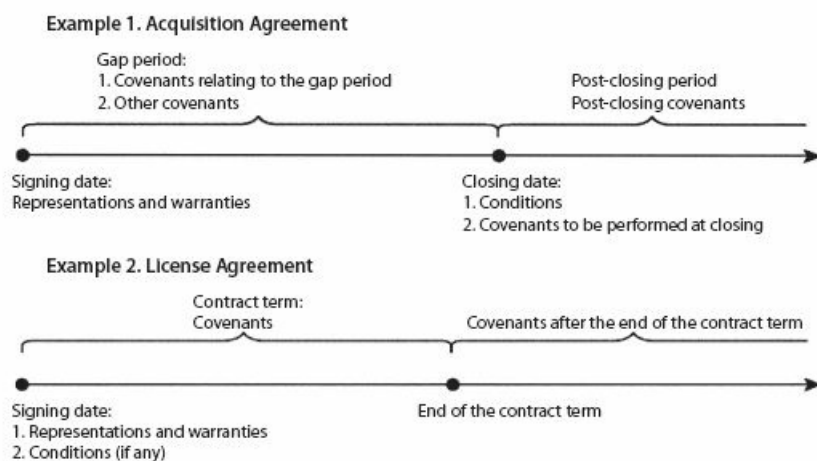 Example 1. Acquisition Agreement
Gap period:
1. Covenants relating to the gap period
2. Other covenants
Post-closing period
Post-closing covenants
Signing date:
Representations and warranties
Closing date:
1. Conditions
2. Covenants to be performed at closing
Example 2. License Agreement
Contract term:
Covenants
Covenants after the end of the contract term
Signing date:
1. Representations and warranties
2. Conditions (if any)
End of the contract term